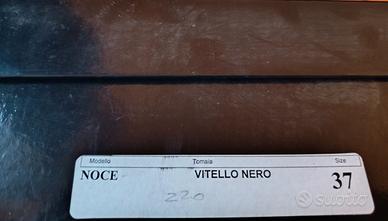 Modello Tomaia Size
NOCE VITELLO NERO 37
220
subito